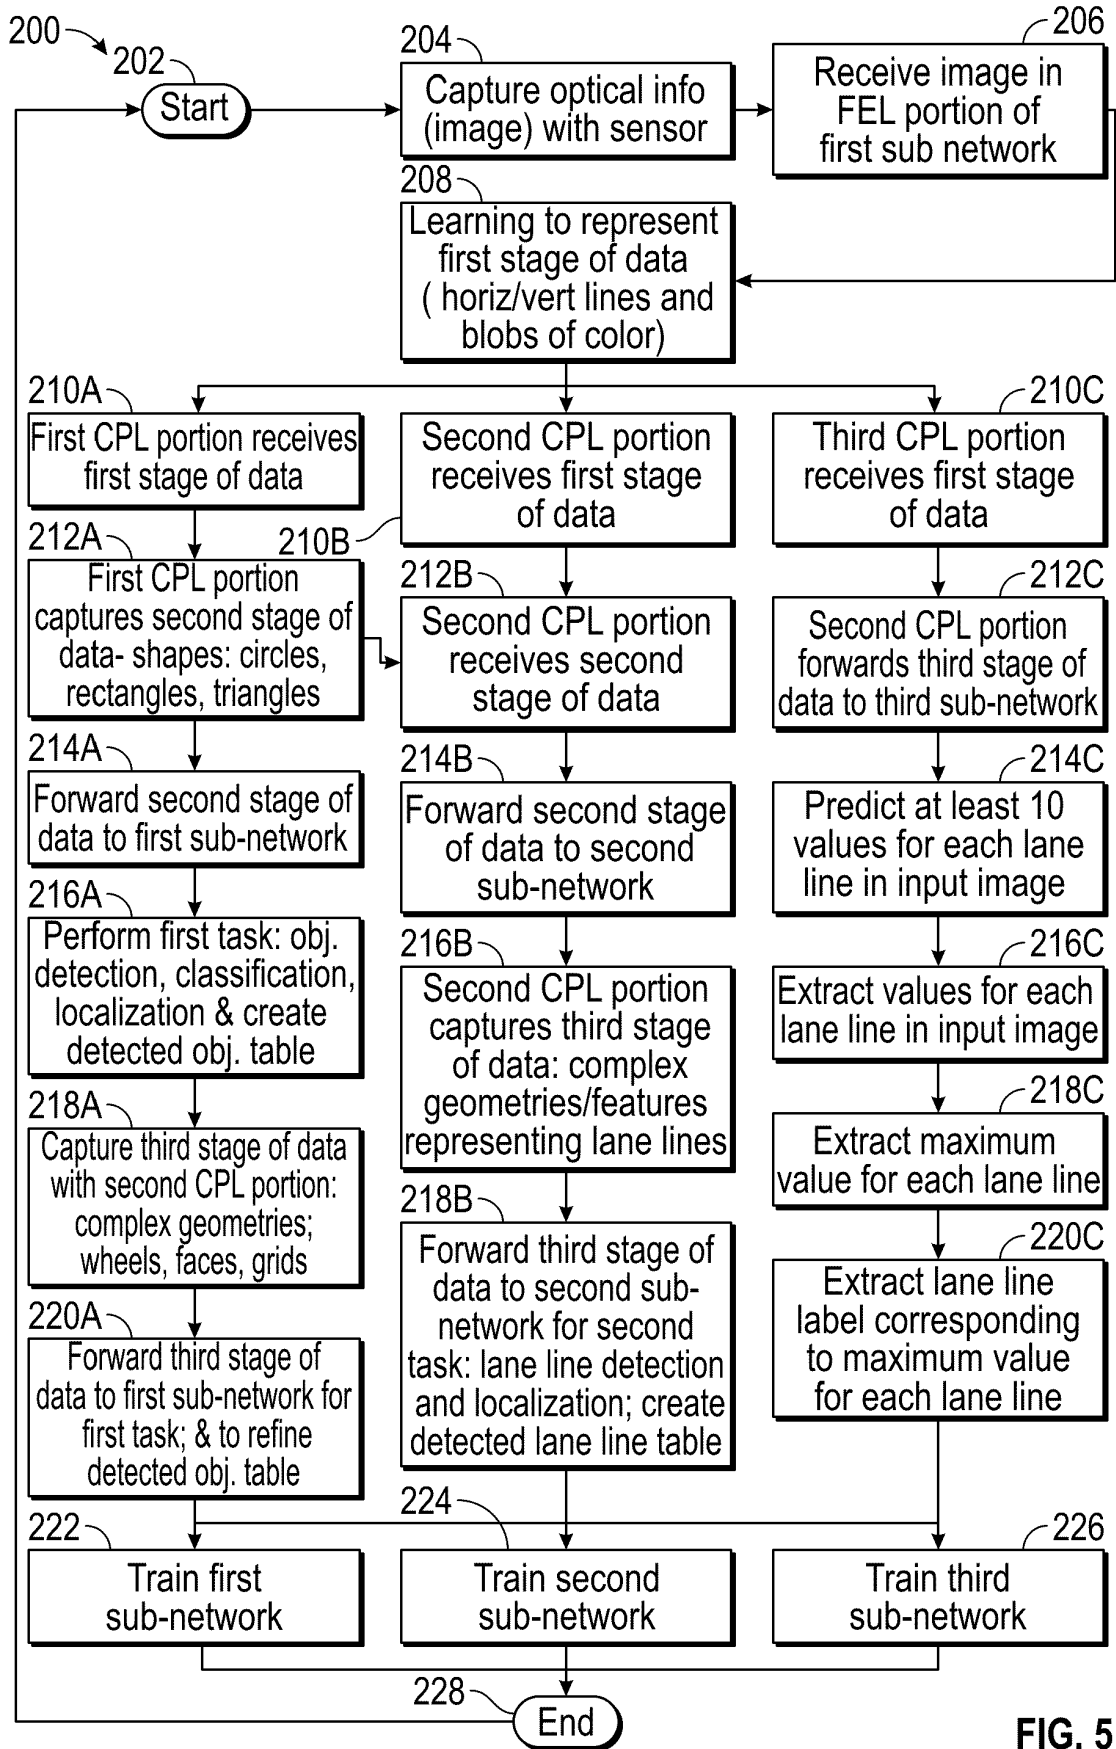 200
202
Start
204
Capture optical info
(image) with sensor
206
Receive image in
FEL portion of
first sub network
208
Learning to represent
first stage of data
( horiz/vert lines and
blobs of color)
210A
First CPL portion receives
first stage of data
210B
Second CPL portion
receives first stage
of data
210C
Third CPL portion
receives first stage
of data
212A
First CPL portion
captures second stage of
data- shapes: circles,
rectangles, triangles
212B
Second CPL portion
receives second
stage of data
212C
Second CPL portion
forwards third stage of
data to third sub-network
214A
Forward second stage of
data to first sub-network
214B
Forward second stage
of data to second
sub-network
214C
Predict at least 10
values for each lane
line in input image
216A
Perform first task: obj.
detection, classification,
localization & create
detected obj. table
216B
Second CPL portion
captures third stage
of data: complex
geometries/features
representing lane lines
216C
Extract values for each
lane line in input image
218A
Capture third stage of data
with second CPL portion:
complex geometries;
wheels, faces, grids
218B
Forward third stage of
data to second sub-
network for second
task: lane line detection
and localization; create
detected lane line table
218C
Extract maximum
value for each lane line
220A
Forward third stage of
data to first sub-network for
first task; & to refine
detected obj. table
220C
Extract lane line
label corresponding
to maximum value
for each lane line
222
Train first
sub-network
224
Train second
sub-network
226
Train third
sub-network
228
End
FIG. 5